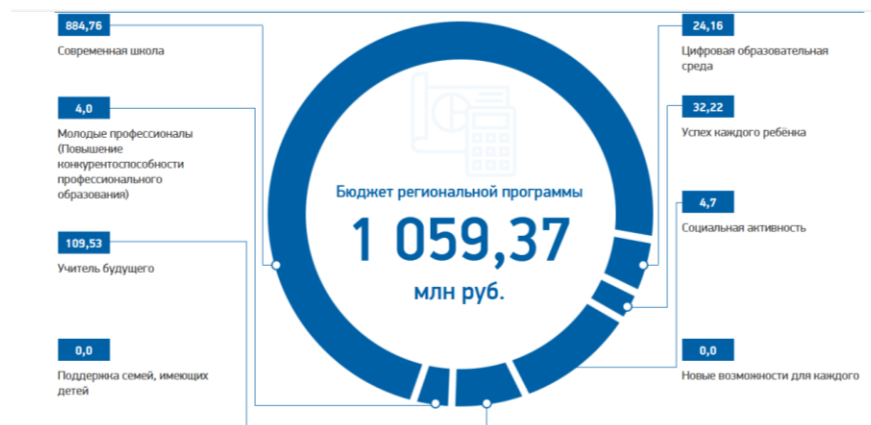 884,76
Современная школа
4,0
Молодые профессионалы
(Повышение
конкурентоспособности
профессионального
образования)
109,53
Учитель будущего
0,0
Поддержка семей, имеющих
детей
Бюджет региональной программы
1 059,37
млн руб.
24,16
Цифровая образовательная
среда
32,22
Успех каждого ребёнка
4,7
Социальная активность
0,0
Новые возможности для каждого